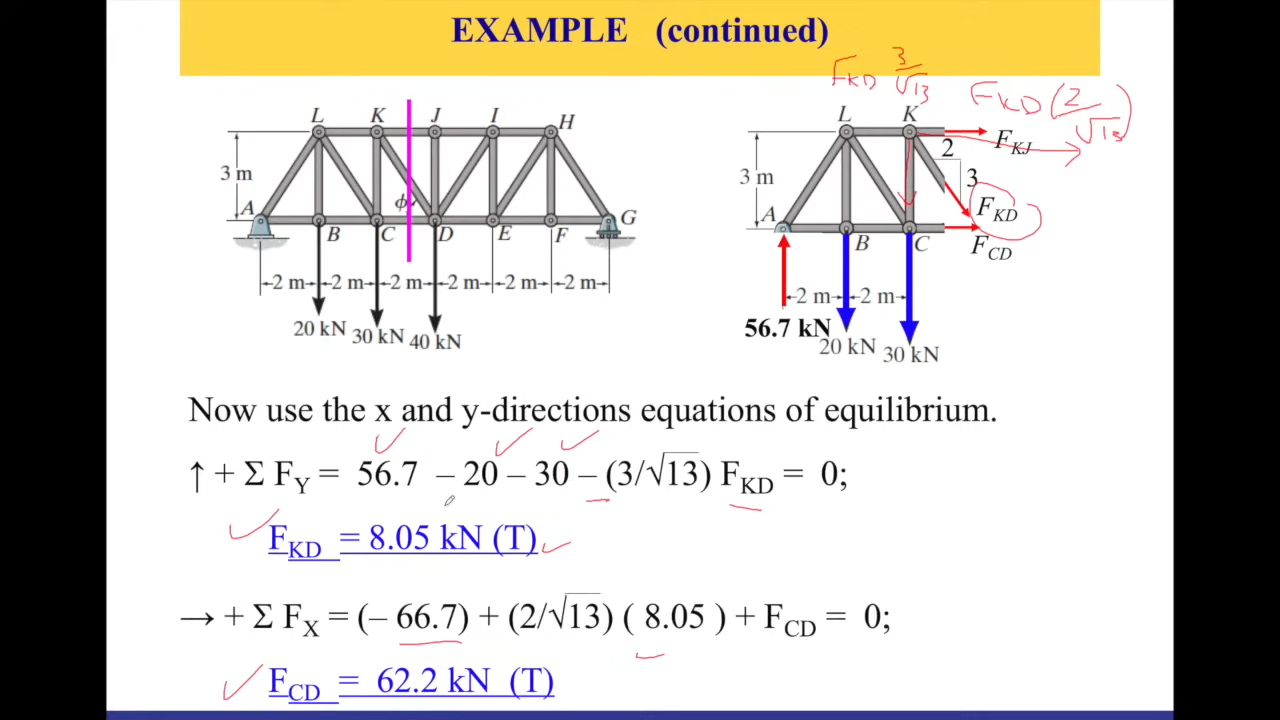 EXAMPLE (continued)
F_KD 3/√13
F_KD (2/√13)
L K J I H
3 m
A B C D E F G
ϕ
2 m 2 m 2 m 2 m 2 m 2 m
20 kN 30 kN 40 kN
L K
F_KJ
2
3 m
3
A B C
F_KD
F_CD
2 m 2 m
56.7 kN
20 kN 30 kN
Now use the x and y-directions equations of equilibrium.
↑ + Σ F_Y = 56.7 – 20 – 30 – (3/√13) F_KD = 0;
F_KD = 8.05 kN (T)
→ + Σ F_X = (– 66.7) + (2/√13) ( 8.05 ) + F_CD = 0;
F_CD = 62.2 kN (T)